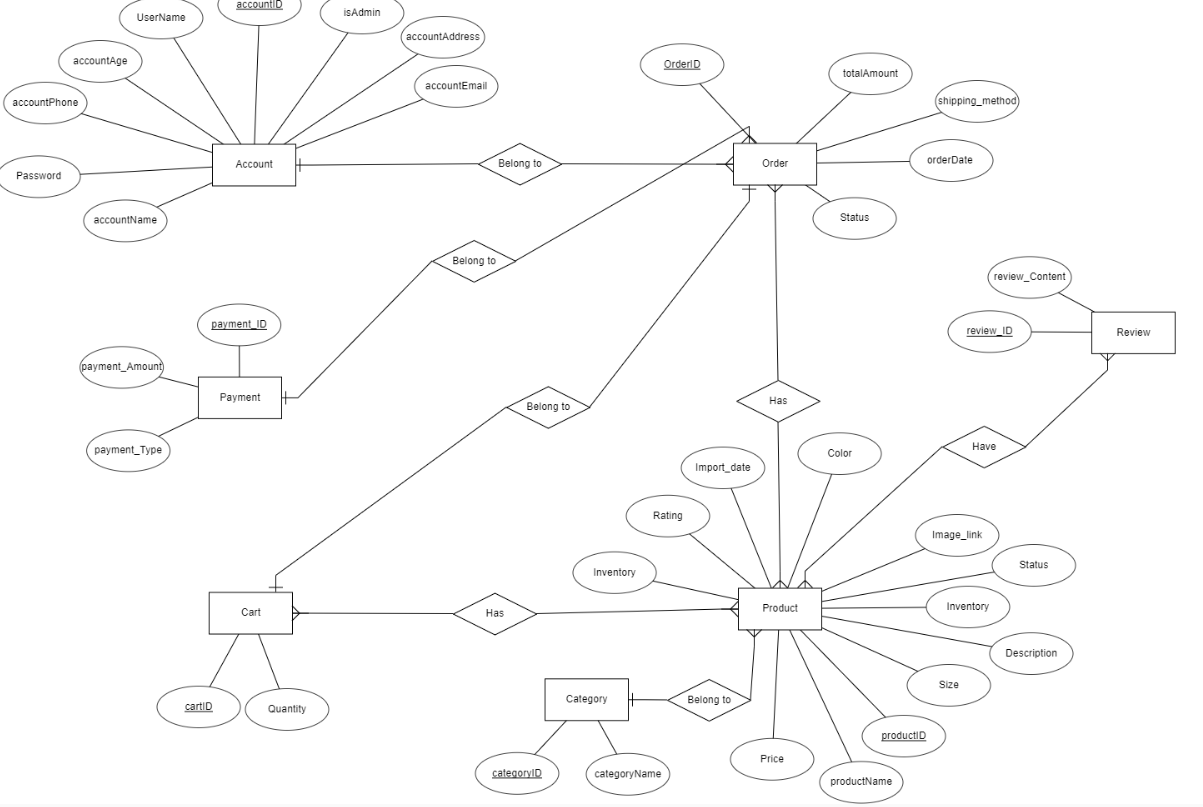 accountID
UserName
isAdmin
accountAddress
accountAge
accountEmail
accountPhone
Password
accountName
Account
Belong to
OrderID
totalAmount
shipping_method
orderDate
Status
Order
Belong to
payment_ID
payment_Amount
payment_Type
Payment
Belong to
Has
review_Content
review_ID
Review
Have
Import_date
Color
Rating
Inventory
Image_link
Status
Inventory
Description
Size
productID
productName
Price
Product
Cart
Has
cartID
Quantity
Category
Belong to
categoryID
categoryName